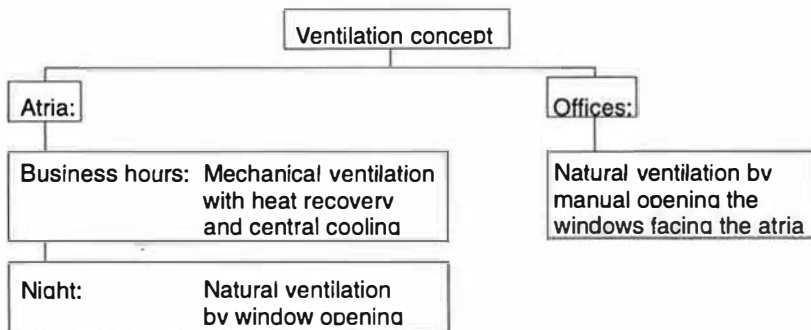 Ventilation concept
Atria:
Offices:
Business hours: Mechanical ventilation
with heat recovery
and central cooling
Natural ventilation by
manual opening the
windows facing the atria
Night: Natural ventilation
by window opening